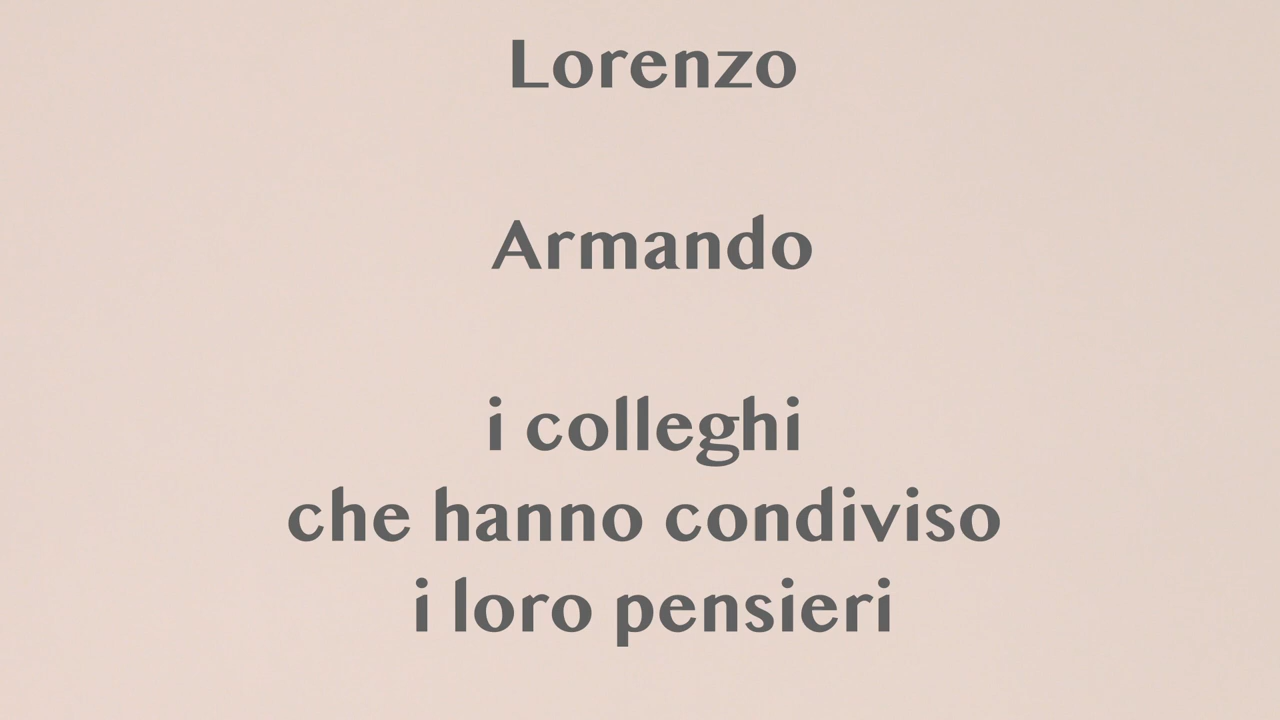 Lorenzo
Armando
i colleghi
che hanno condiviso
i loro pensieri